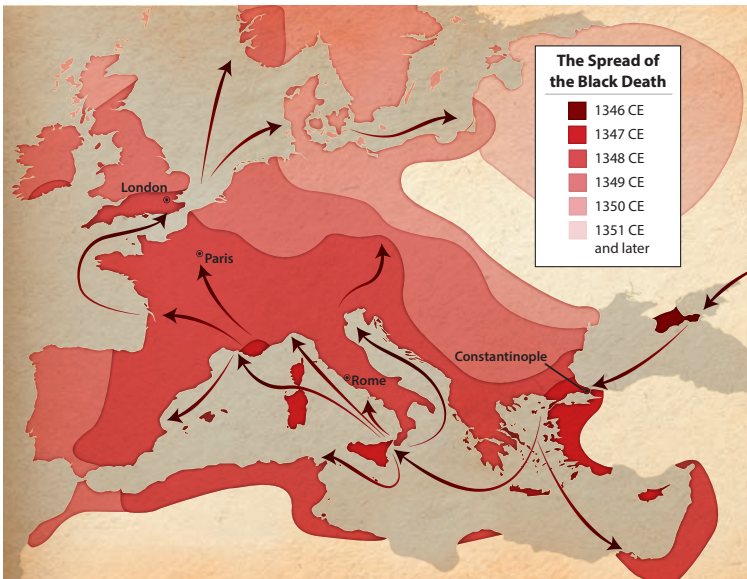 The Spread of
the Black Death
1346 CE
1347 CE
1348 CE
1349 CE
1350 CE
1351 CE
and later
London
Paris
Constantinople
Rome